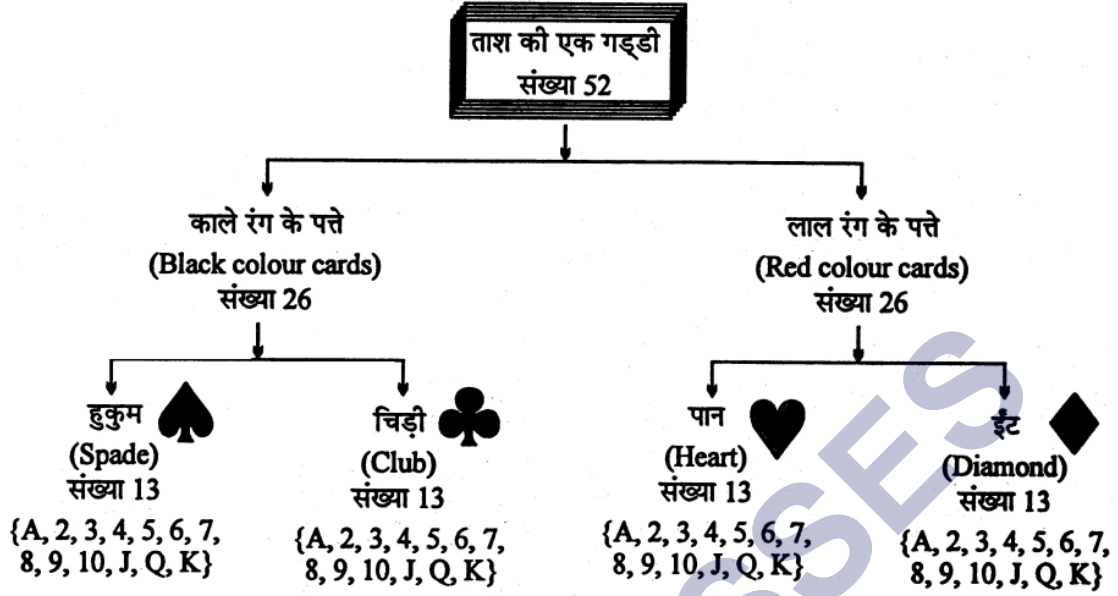 ताश की एक गड्डी
संख्या 52
काले रंग के पत्ते
(Black colour cards)
संख्या 26
लाल रंग के पत्ते
(Red colour cards)
संख्या 26
हुकुम
(Spade)
संख्या 13
{A, 2, 3, 4, 5, 6, 7,
8, 9, 10, J, Q, K}
चिड़ी
(Club)
संख्या 13
{A, 2, 3, 4, 5, 6, 7,
8, 9, 10, J, Q, K}
पान
(Heart)
संख्या 13
{A, 2, 3, 4, 5, 6, 7,
8, 9, 10, J, Q, K}
ईंट
(Diamond)
संख्या 13
{A, 2, 3, 4, 5, 6, 7,
8, 9, 10, J, Q, K}